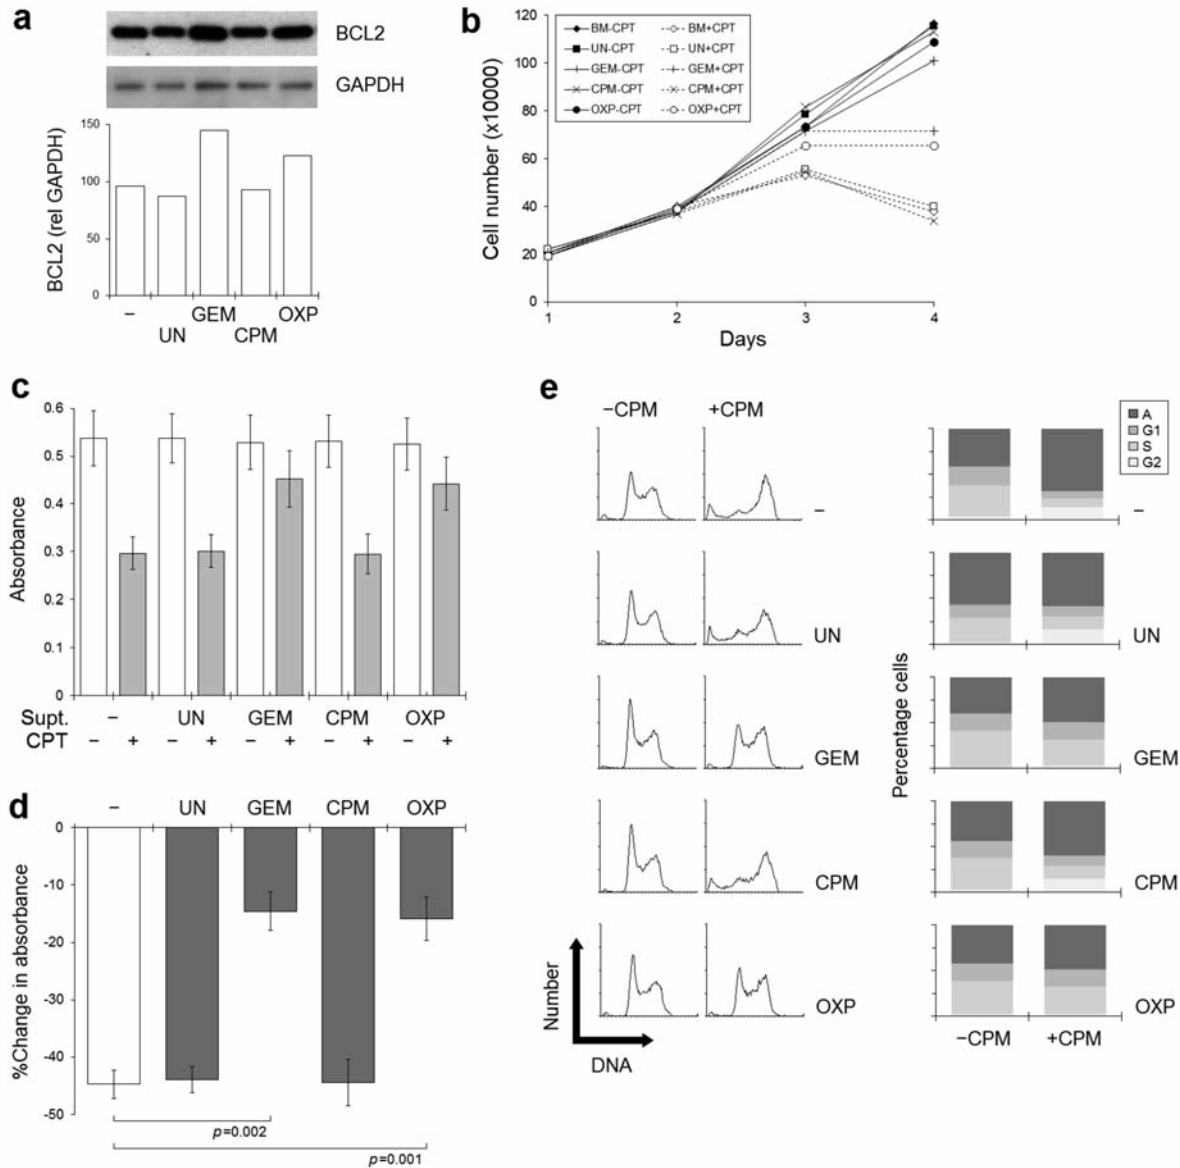 a
BCL2
GAPDH
BCL2 (rel GAPDH)
150
100
50
0
– GEM OXP
UN CPM
b
Cell number (x10000)
120
100
80
60
40
20
0
1 2 3 4
Days
BM-CPT BM+CPT
UN-CPT UN+CPT
GEM-CPT GEM+CPT
CPM-CPT CPM+CPT
OXP-CPT OXP+CPT
c
Absorbance
0.6
0.5
0.4
0.3
0.2
0.1
0
Supt. – UN GEM CPM OXP
CPT – + – + – + – + – +
d
– UN GEM CPM OXP
%Change in absorbance
0
-10
-20
-30
-40
-50
p=0.002
p=0.001
e
–CPM +CPM
–
UN
GEM
CPM
OXP
Number
DNA
A
G1
S
G2
Percentage cells
–
UN
GEM
CPM
OXP
–CPM +CPM